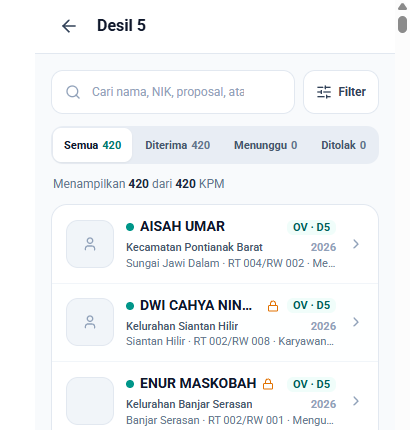 Desil 5
Cari nama, NIK, proposal, ata
Filter
Semua 420 Diterima 420 Menunggu 0 Ditolak 0
Menampilkan 420 dari 420 KPM
AISAH UMAR OV · D5
Kecamatan Pontianak Barat 2026
Sungai Jawi Dalam · RT 004/RW 002 · Me...
DWI CAHYA NIN... OV · D5
Kelurahan Siantan Hilir 2026
Siantan Hilir · RT 002/RW 008 · Karyawan...
ENUR MASKOBAH OV · D5
Kelurahan Banjar Serasan 2026
Banjar Serasan · RT 002/RW 001 · Mengu...